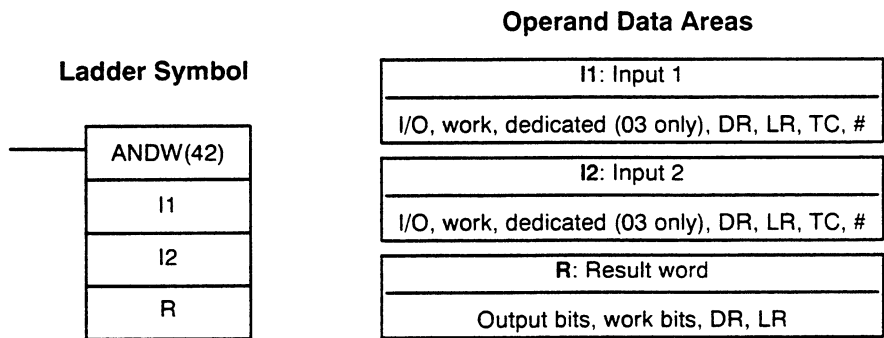 Operand Data Areas
Ladder Symbol
ANDW(42)
I1
I2
R
I1: Input 1
I/O, work, dedicated (03 only), DR, LR, TC, #
I2: Input 2
I/O, work, dedicated (03 only), DR, LR, TC, #
R: Result word
Output bits, work bits, DR, LR